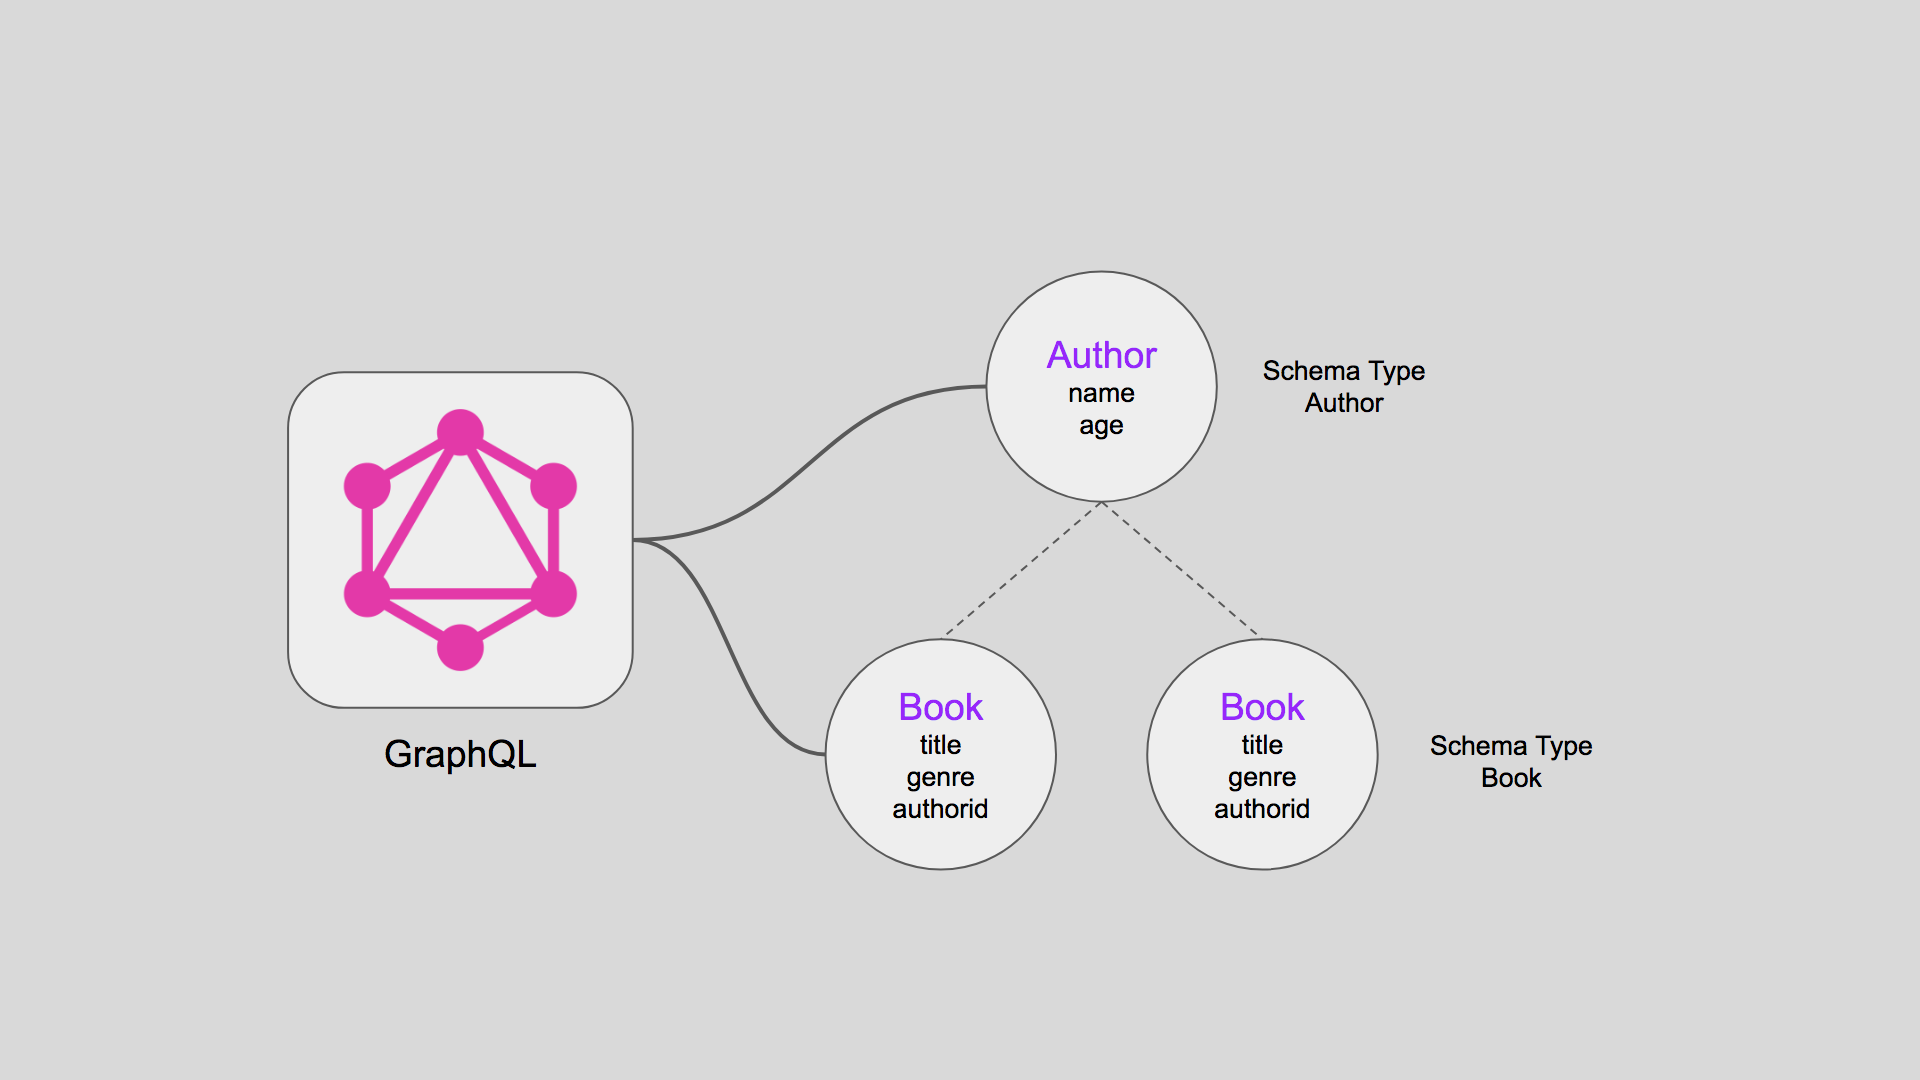 GraphQL
Author
name
age
Schema Type
Author
Book
title
genre
authorid
Book
title
genre
authorid
Schema Type
Book